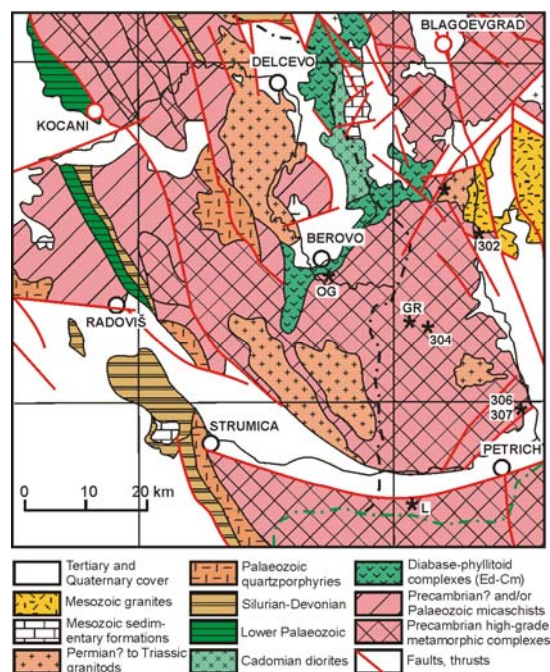 BLAGOEVGRAD
DELCEVO
KOCANI
BEROVO
302
OG
GR
304
RADOVIŠ
306
307
STRUMICA
PETRICH
0 10 20 km
L
Tertiary and
Quaternary cover
Mesozoic granites
Mesozoic sedim-
entary formations
Permian? to Triassic
granitods
Palaeozoic
quartzporphyries
Silurian-Devonian
Lower Palaeozoic
Cadomian diorites
Diabase-phyllitoid
complexes (Ed-Cm)
Precambrian? and/or
Palaeozoic micaschists
Precambrian high-grade
metamorphic complexes
Faults, thrusts